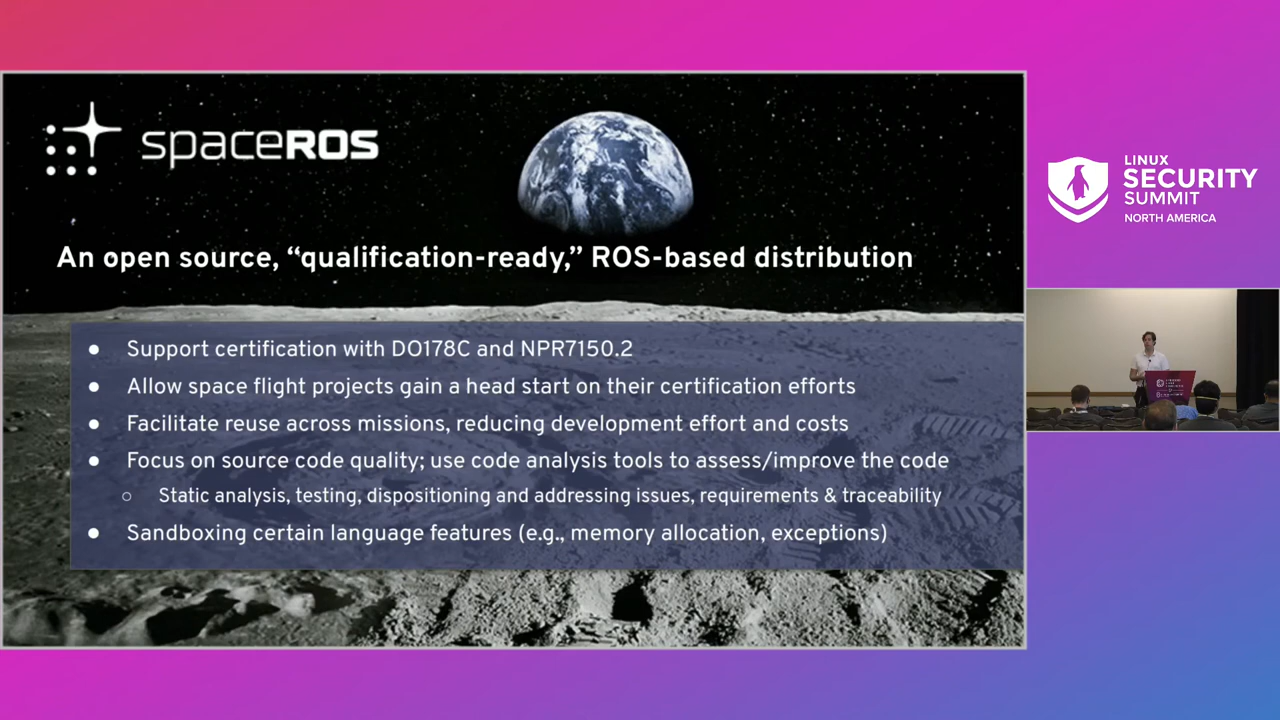 spaceROS
An open source, “qualification-ready,” ROS-based distribution
● Support certification with DO178C and NPR7150.2
● Allow space flight projects gain a head start on their certification efforts
● Facilitate reuse across missions, reducing development effort and costs
● Focus on source code quality; use code analysis tools to assess/improve the code
○ Static analysis, testing, dispositioning and addressing issues, requirements & traceability
● Sandboxing certain language features (e.g., memory allocation, exceptions)
LINUX
SECURITY
SUMMIT
NORTH AMERICA